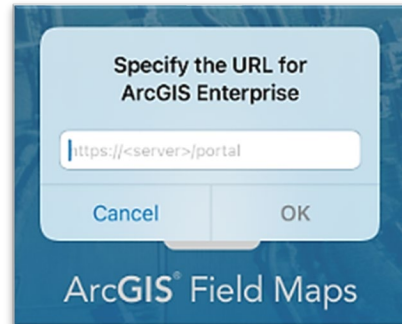 Specify the URL for
ArcGIS Enterprise
https://<server>/portal
Cancel OK
ArcGIS® Field Maps